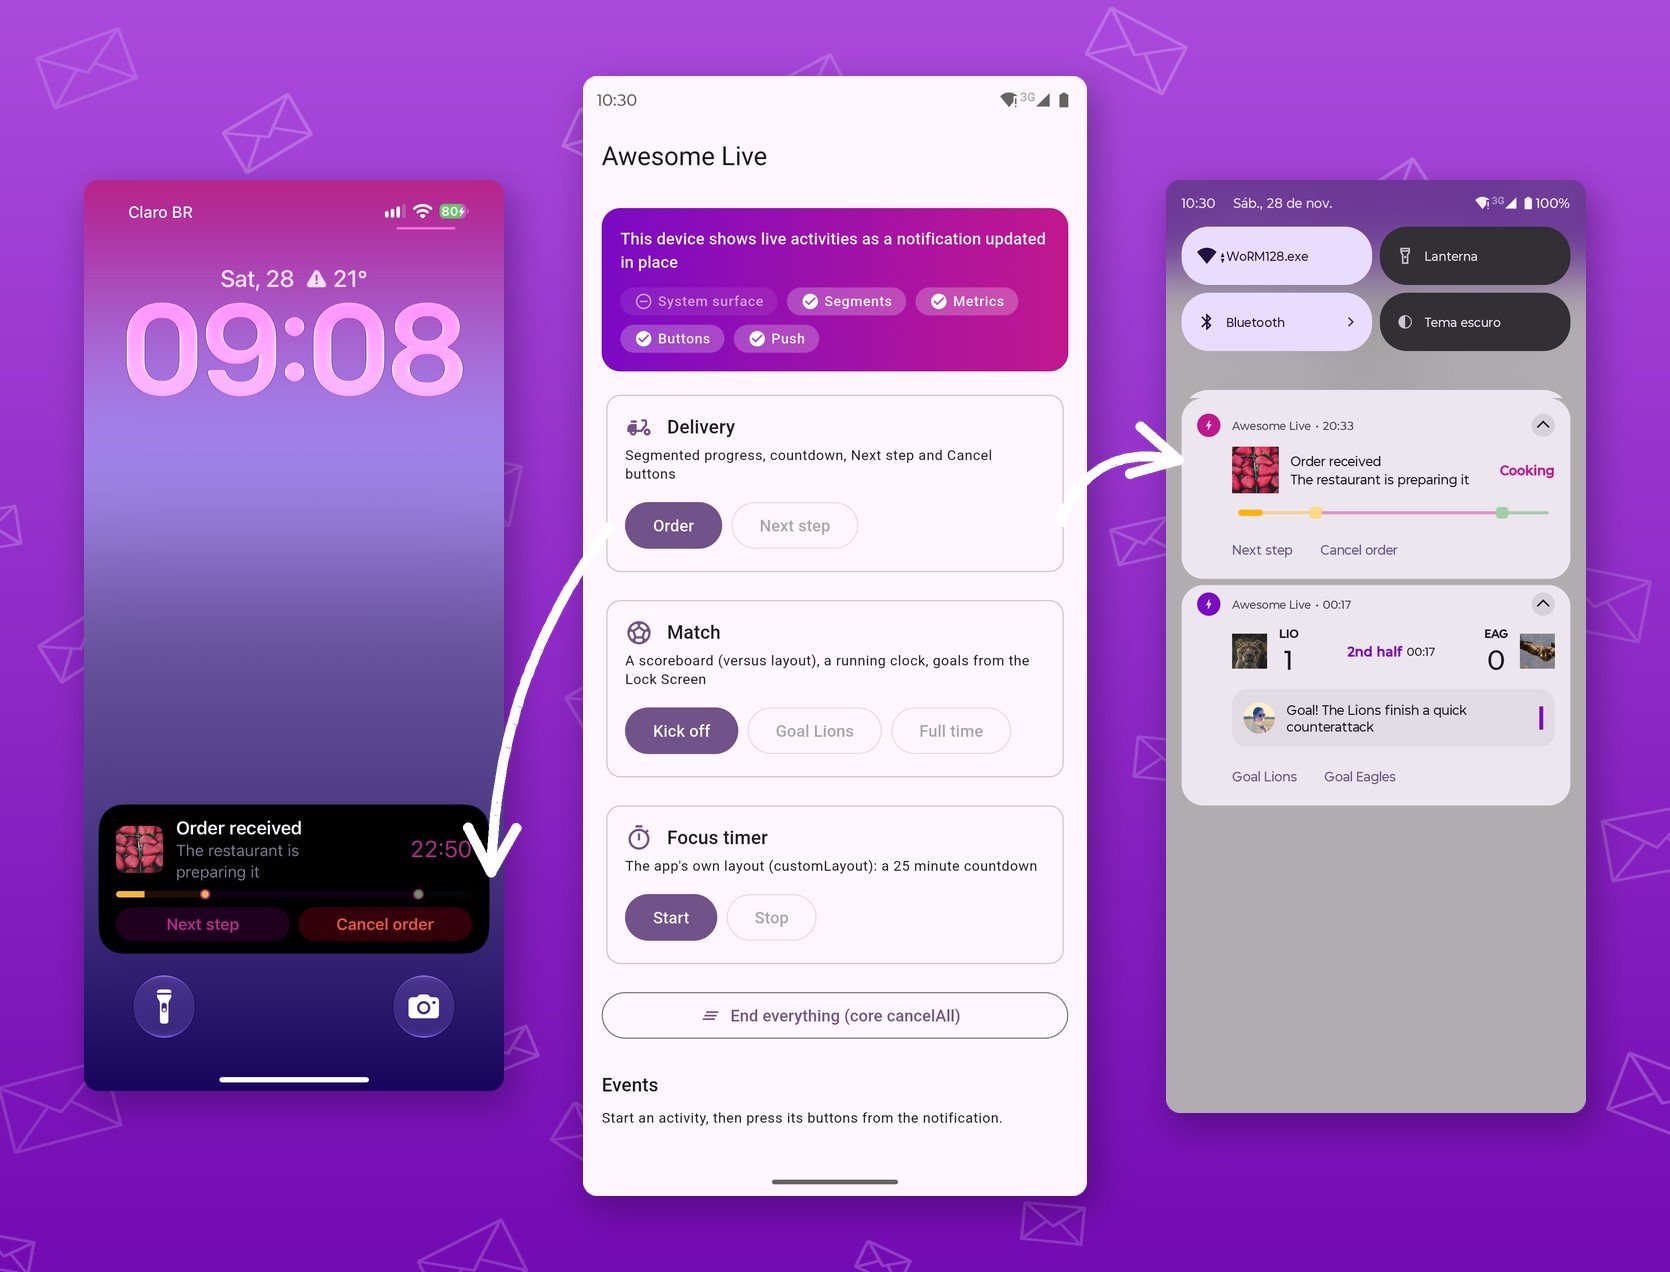 Claro BR
80
Sat, 28 21°
09:08
Order received
The restaurant is
preparing it
22:50
Next step
Cancel order
10:30
3G
Awesome Live
This device shows live activities as a notification updated
in place
System surface
Segments
Metrics
Buttons
Push
Delivery
Segmented progress, countdown, Next step and Cancel
buttons
Order
Next step
Match
A scoreboard (versus layout), a running clock, goals from the
Lock Screen
Kick off
Goal Lions
Full time
Focus timer
The app's own layout (customLayout): a 25 minute countdown
Start
Stop
End everything (core cancelAll)
Events
Start an activity, then press its buttons from the notification.
10:30 Sáb., 28 de nov.
3G 100%
WoRM128.exe
Lanterna
Bluetooth
Tema escuro
Awesome Live • 20:33
Order received
The restaurant is preparing it
Cooking
Next step
Cancel order
Awesome Live • 00:17
LIO
1
2nd half 00:17
EAG
0
Goal! The Lions finish a quick
counterattack
Goal Lions
Goal Eagles